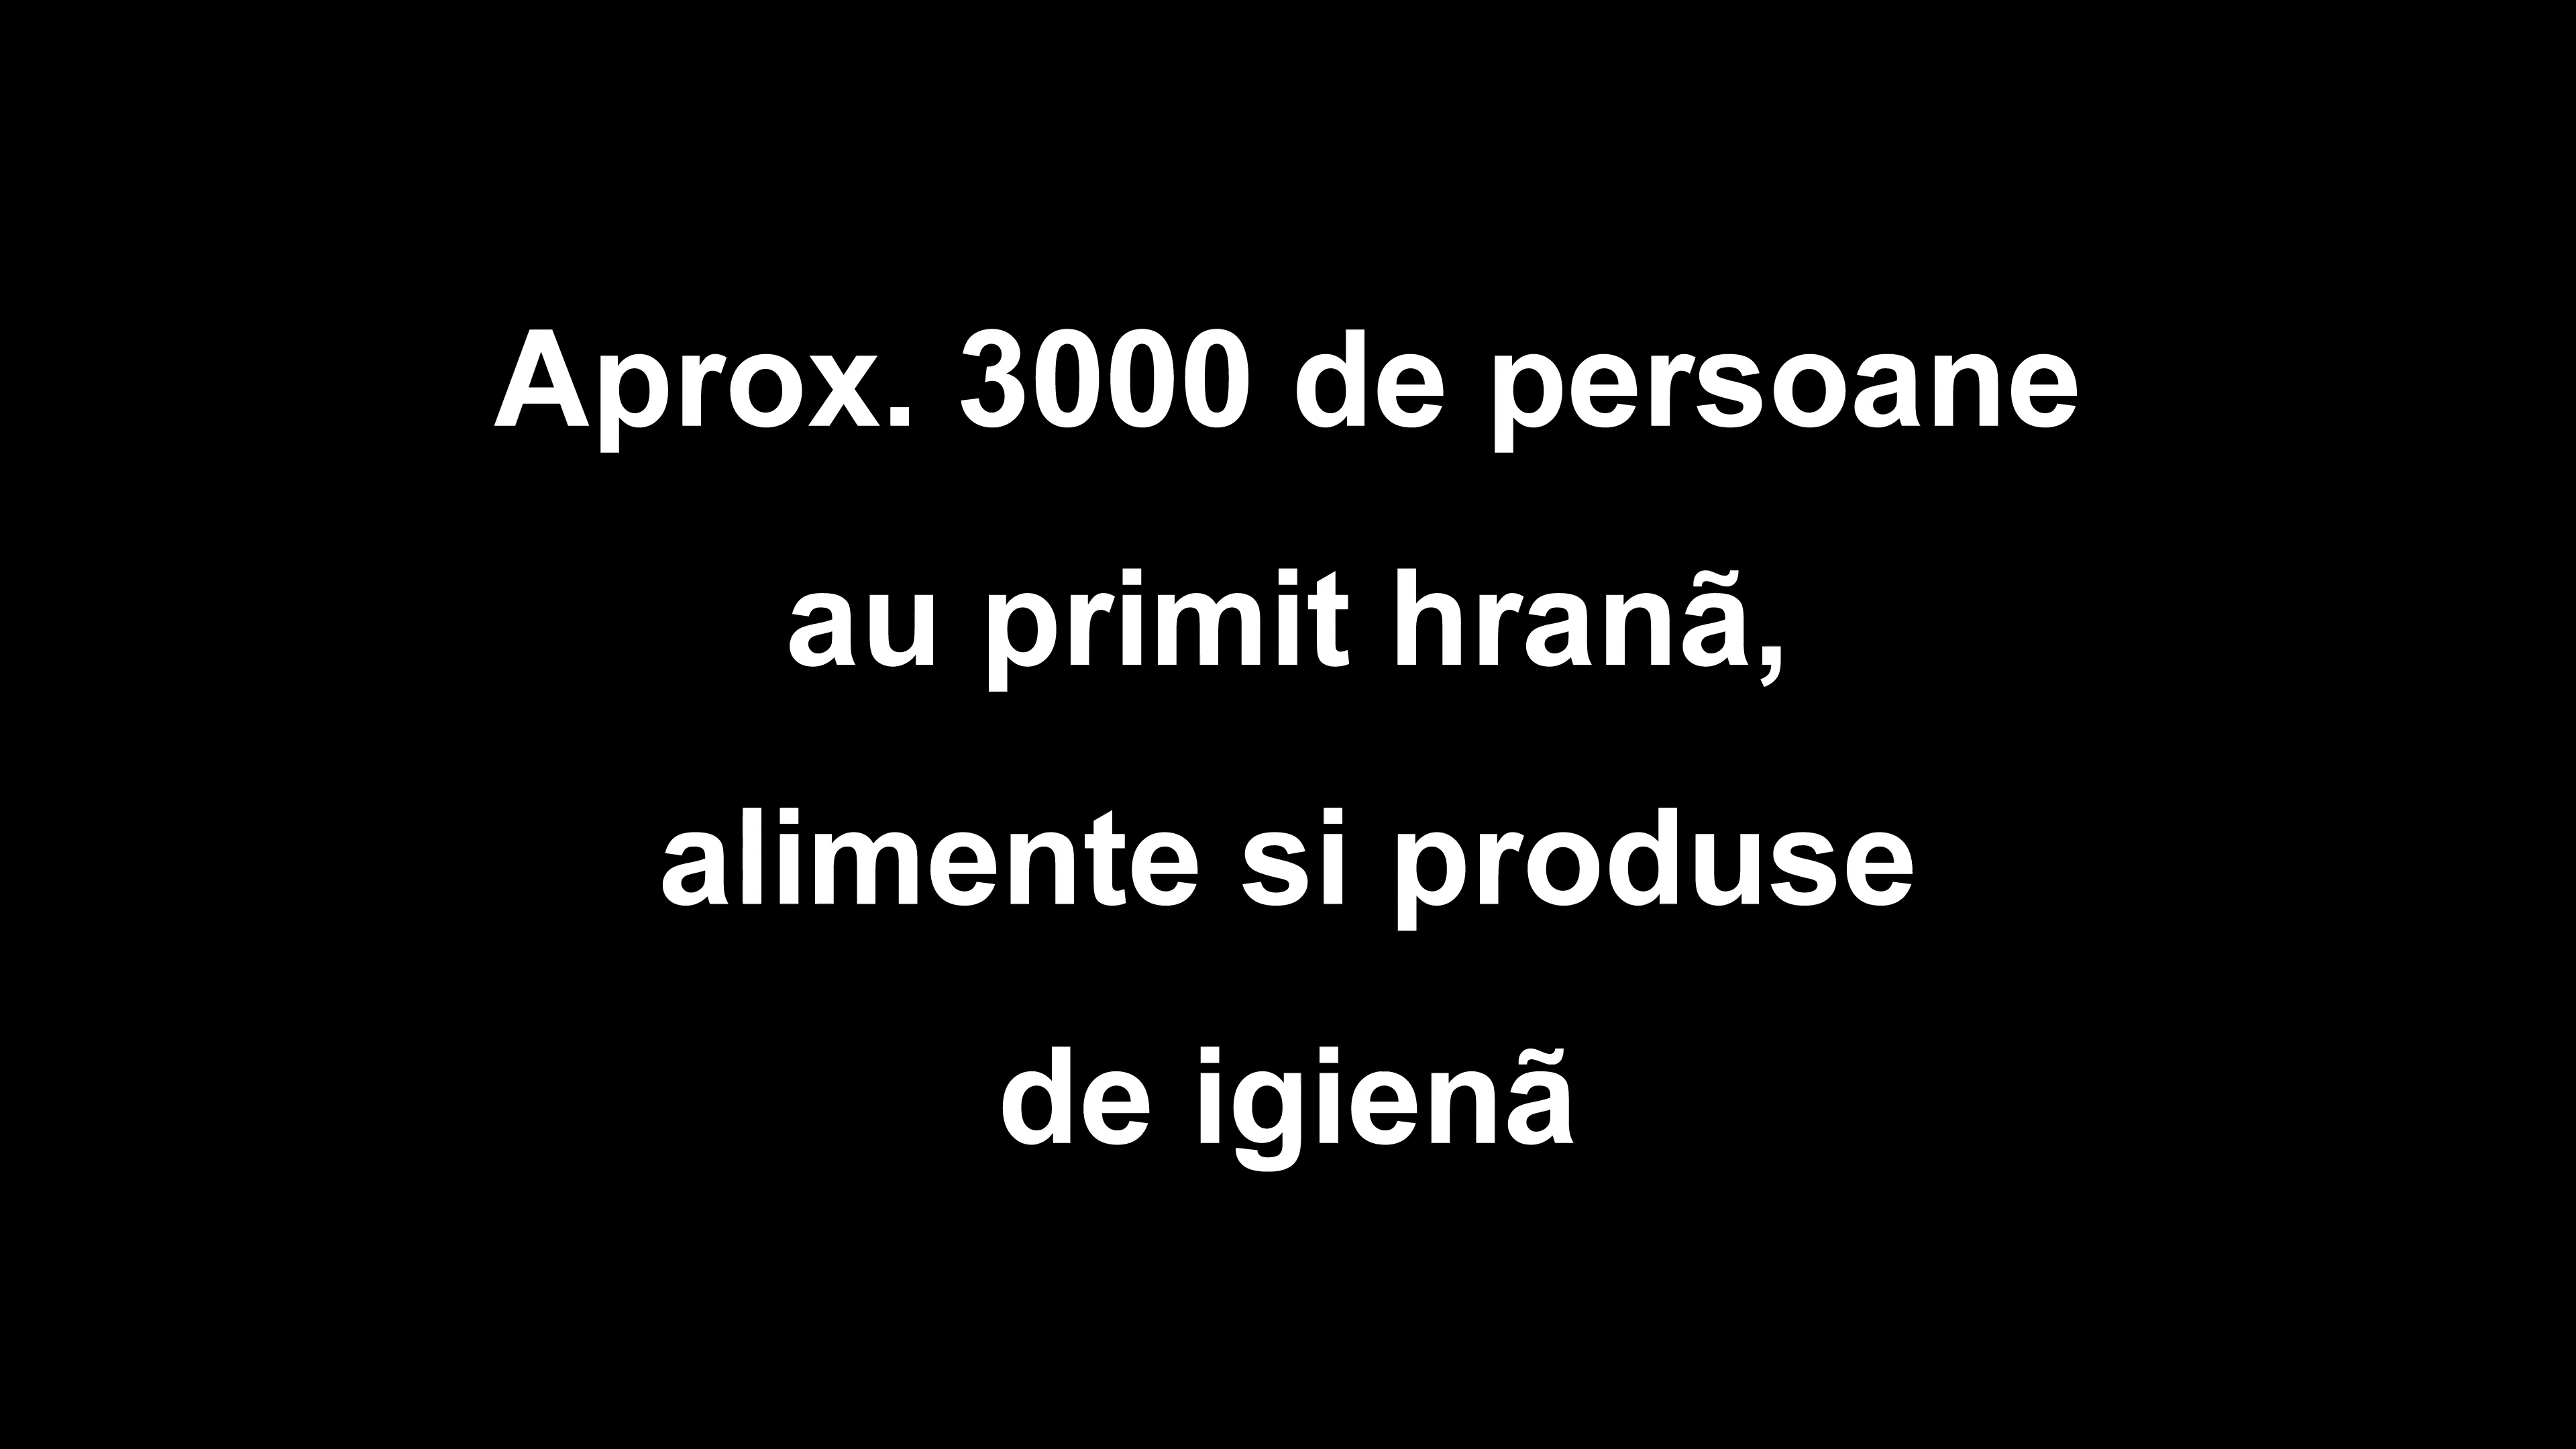 Aprox. 3000 de persoane
au primit hranã,
alimente si produse
de igienã